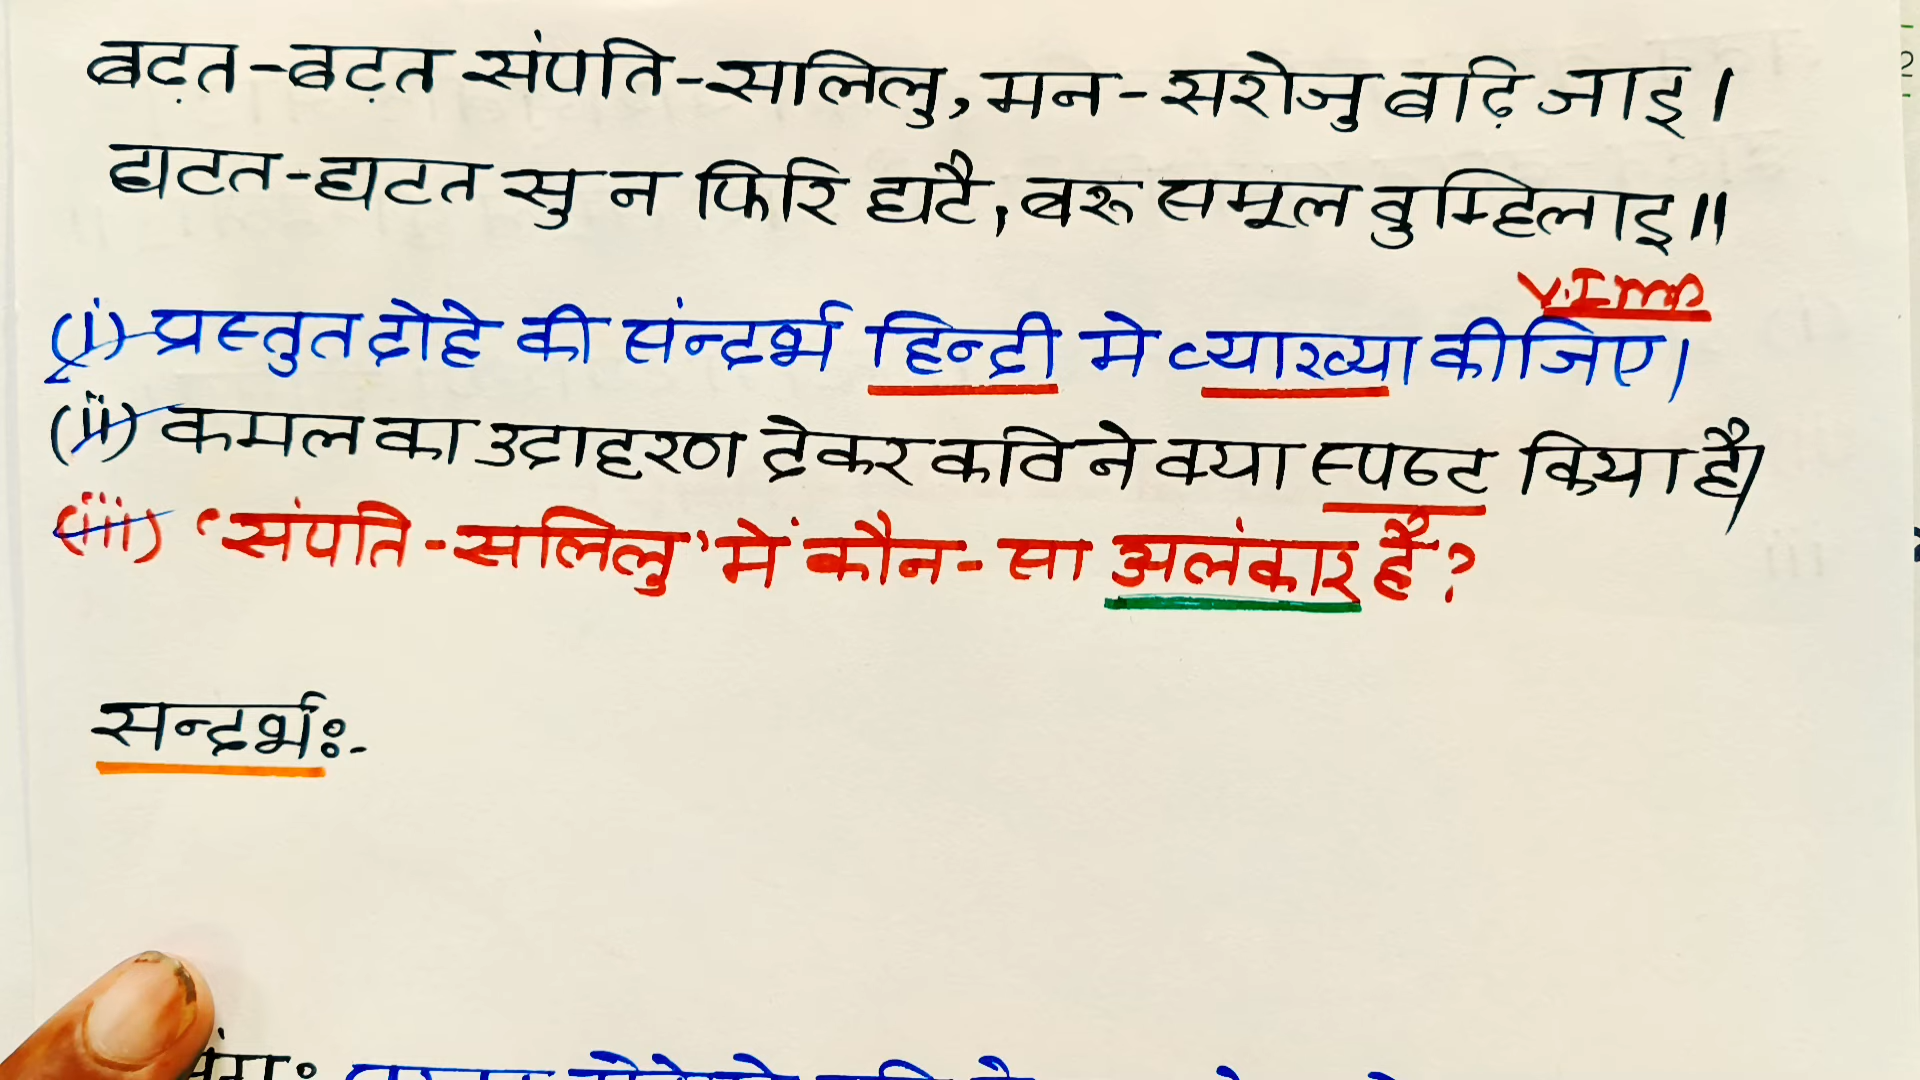 बढ़त-बढ़त संपति-सलिलु, मन-सरोजु बढ़ि जाइ।
घटत-घटत सु न फिरि घटै, बरू समूल कुम्हिलाइ॥
V.Imp
(i) प्रस्तुत दोहे की संन्दर्भ हिन्दी मे व्याख्या कीजिए।
(ii) कमल का उदाहरण देकर कवि ने क्या स्पष्ट किया है।
(iii) 'संपति-सलिलु' में कौन-सा अलंकार है?
सन्दर्भः-